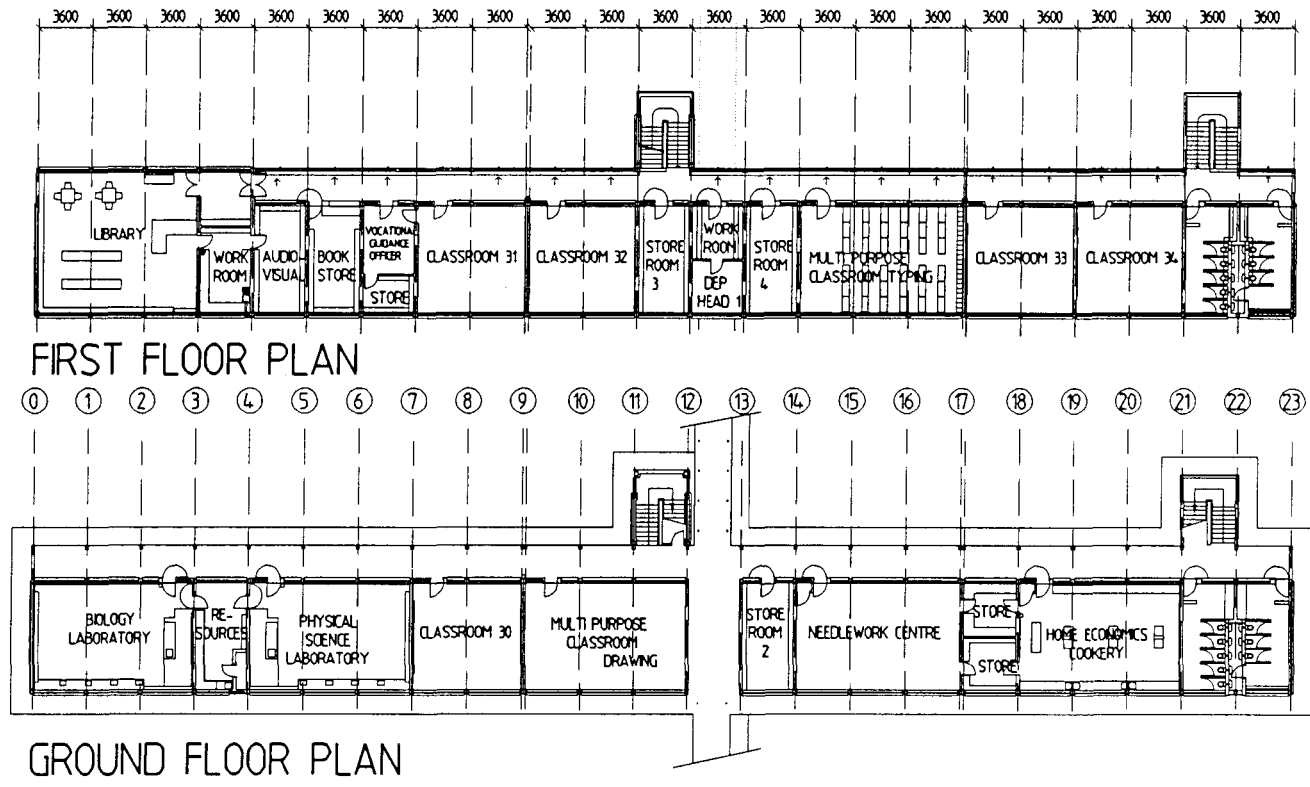 3600 3600 3600 3600 3600 3600 3600 3600 3600 3600 3600 3600 3600 3600 3600 3600 3600 3600 3600 3600 3600 3600 3600
LIBRARY
WORK
ROOM
AUDIO-
VISUAL
BOOK
STORE
VOCATIONAL
GUIDANCE
OFFICER
STORE
CLASSROOM 31
CLASSROOM 32
STORE
ROOM
3
WORK
ROOM
DEP
HEAD 1
STORE
ROOM
4
MULTI PURPOSE
CLASSROOM TYPING
CLASSROOM 33
CLASSROOM 34
FIRST FLOOR PLAN
0 1 2 3 4 5 6 7 8 9 10 11 12 13 14 15 16 17 18 19 20 21 22 23
BIOLOGY
LABORATORY
RE-
SOURCES
PHYSICAL
SCIENCE
LABORATORY
CLASSROOM 30
MULTI PURPOSE
CLASSROOM
DRAWING
STORE
ROOM
2
NEEDLEWORK CENTRE
STORE
STORE
HOME ECONOMICS
COOKERY
GROUND FLOOR PLAN